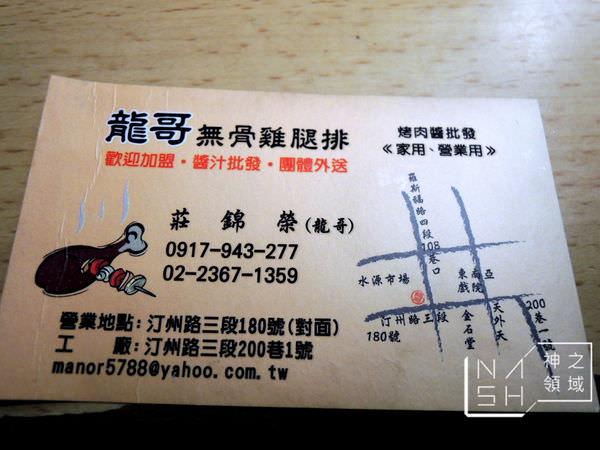 龍哥無骨雞腿排
歡迎加盟・醬汁批發・團體外送
烤肉醬批發
《家用、營業用》
莊錦榮(龍哥)
0917-943-277
02-2367-1359
營業地點:汀州路三段180號(對面)
工廠:汀州路三段200巷1號
manor5788@yahoo.com.tw
羅斯福路四段
108巷口
水源市場
東南亞
戲院
汀州路三段
180號
金石堂
天外天
200巷一號
NASH
神之領域